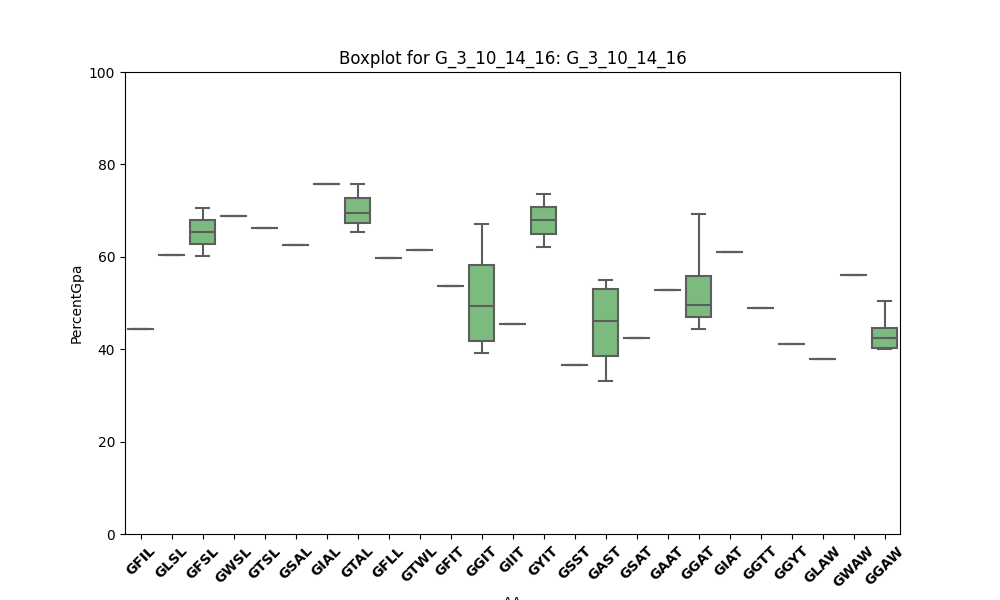 Boxplot for G_3_10_14_16: G_3_10_14_16
PercentGpa
100
80
60
40
20
0
GFIL
GLSL
GFSL
GWSL
GTSL
GSAL
GIAL
GTAL
GFLL
GTWL
GFIT
GGIT
GIIT
GYIT
GSST
GAST
GSAT
GAAT
GGAT
GIAT
GGTT
GGYT
GLAW
GWAW
GGAW